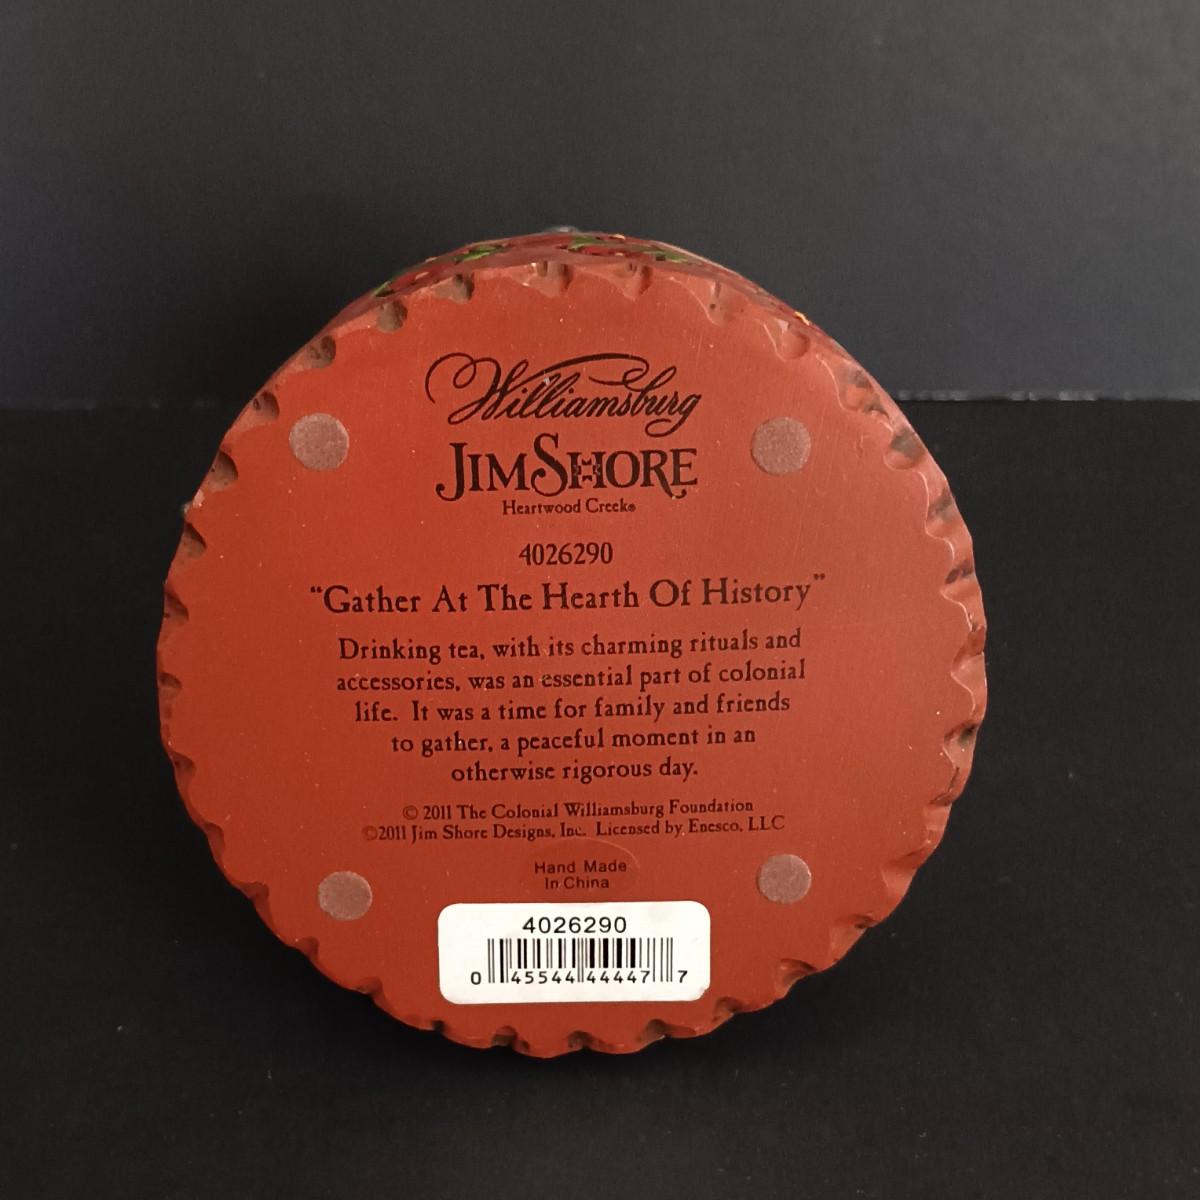 Williamsburg
JIM SHORE
Heartwood Creek®
4026290
“Gather At The Hearth Of History”
Drinking tea, with its charming rituals and
accessories, was an essential part of colonial
life. It was a time for family and friends
to gather, a peaceful moment in an
otherwise rigorous day.
© 2011 The Colonial Williamsburg Foundation
©2011 Jim Shore Designs, Inc. Licensed by Enesco, LLC
Hand Made
In China
4026290
0 45544 44447 7